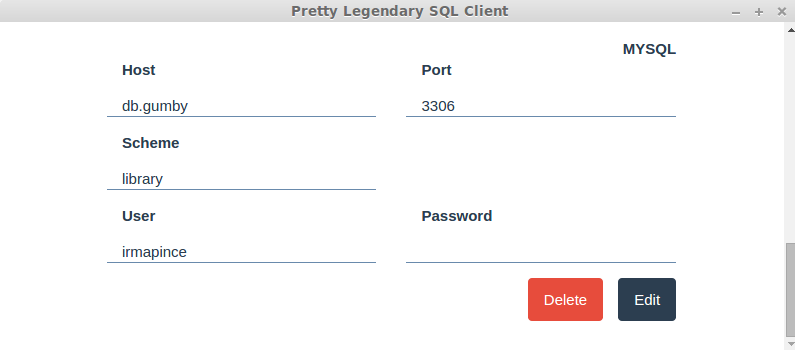 Pretty Legendary SQL Client
MYSQL
Host Port
db.gumby 3306
Scheme
library
User Password
irmapince
Delete Edit